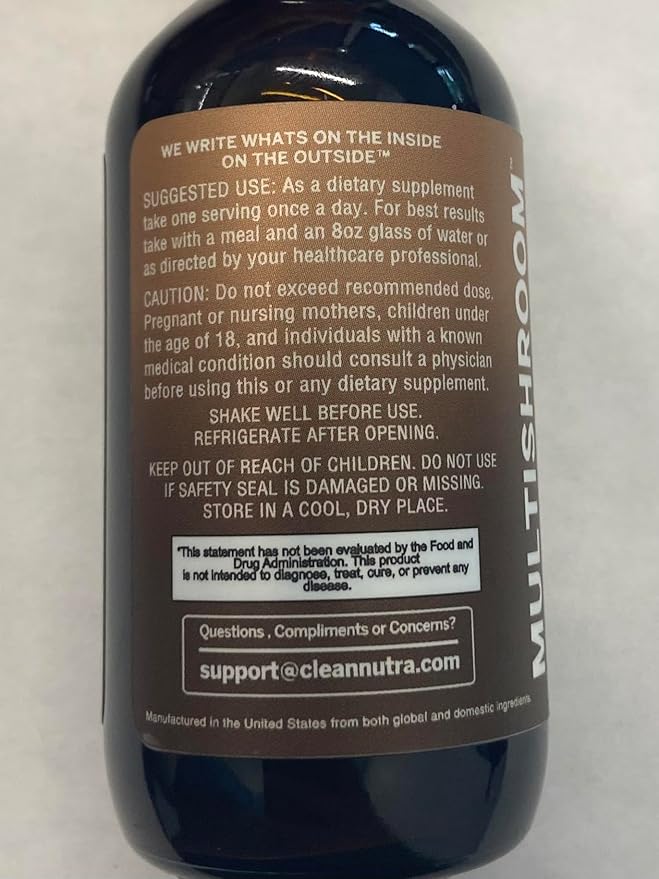 WE WRITE WHATS ON THE INSIDE
ON THE OUTSIDE™
SUGGESTED USE: As a dietary supplement
take one serving once a day. For best results
take with a meal and an 8oz glass of water or
as directed by your healthcare professional.
CAUTION: Do not exceed recommended dose.
Pregnant or nursing mothers, children under
the age of 18, and individuals with a known
medical condition should consult a physician
before using this or any dietary supplement.
SHAKE WELL BEFORE USE.
REFRIGERATE AFTER OPENING.
KEEP OUT OF REACH OF CHILDREN. DO NOT USE
IF SAFETY SEAL IS DAMAGED OR MISSING.
STORE IN A COOL, DRY PLACE.
*This statement has not been evaluated by the Food and
Drug Administration. This product
is not intended to diagnose, treat, cure, or prevent any
disease.
Questions, Compliments or Concerns?
support@cleannutra.com
Manufactured in the United States from both global and domestic ingredients
MULTISHROOM™